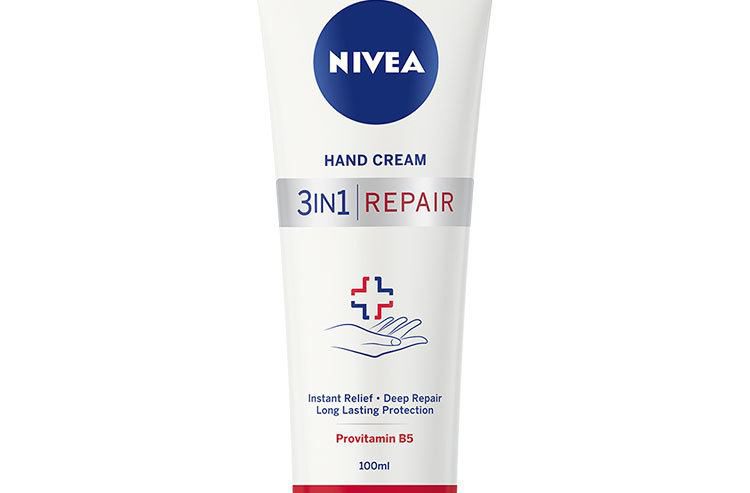 NIVEA
HAND CREAM
3IN1 | REPAIR
Instant Relief • Deep Repair
Long Lasting Protection
Provitamin B5
100ml